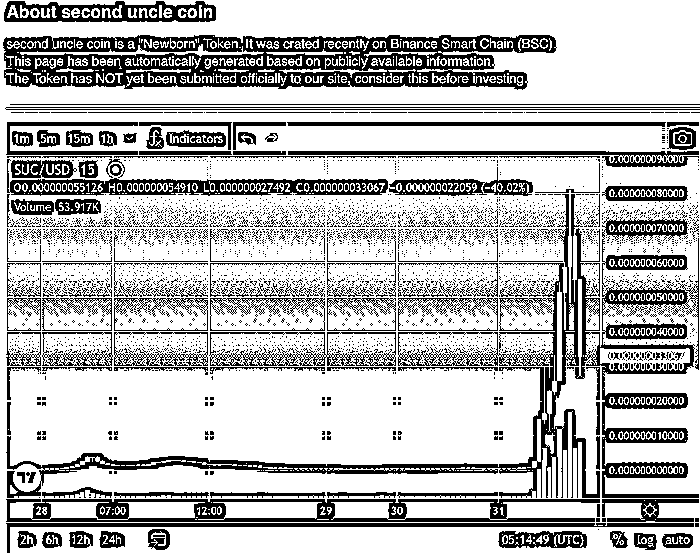 About second uncle coin
second uncle coin is a "Newborn" Token. It was crated recently on Binance Smart Chain (BSC).
This page has been automatically generated based on publicly available information.
The Token has NOT yet been submitted officially to our site, consider this before investing.
1m 5m 15m 1h Indicators
SUC/USD 15
O0.000000055126 H0.000000054910 L0.000000027492 C0.000000033067 −0.000000022059 (−40.02%)
Volume 53.917K
0.000000090000
0.000000080000
0.000000070000
0.000000060000
0.000000050000
0.000000040000
0.000000033067
0.000000030000
0.000000020000
0.000000010000
0.000000000000
28 07:00 12:00 29 30 31
2h 6h 12h 24h 05:14:49 (UTC) % log auto